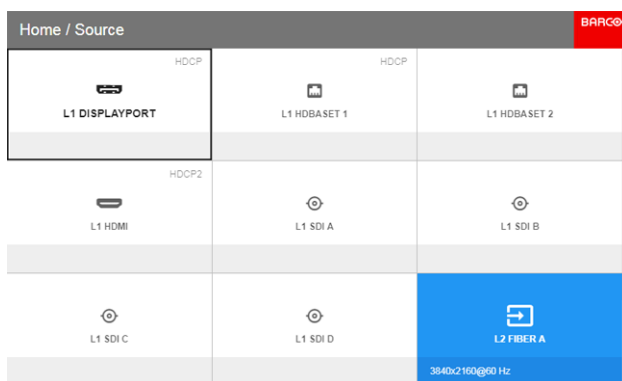 Home / Source
BARCO
HDCP
L1 DISPLAYPORT
HDCP
L1 HDBASET 1
L1 HDBASET 2
HDCP2
L1 HDMI
L1 SDI A
L1 SDI B
L1 SDI C
L1 SDI D
L2 FIBER A
3840x2160@60 Hz